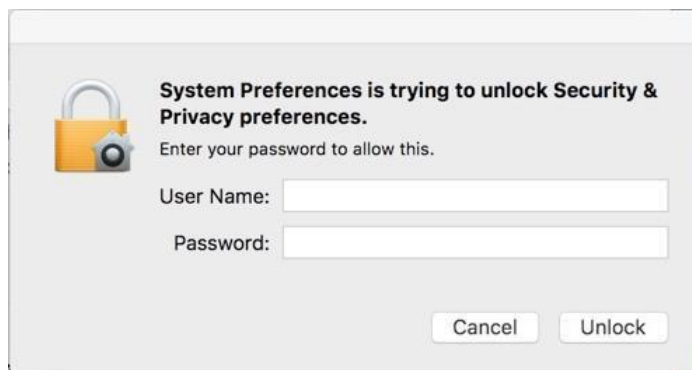 System Preferences is trying to unlock Security &
Privacy preferences.
Enter your password to allow this.
User Name:
Password:
Cancel
Unlock